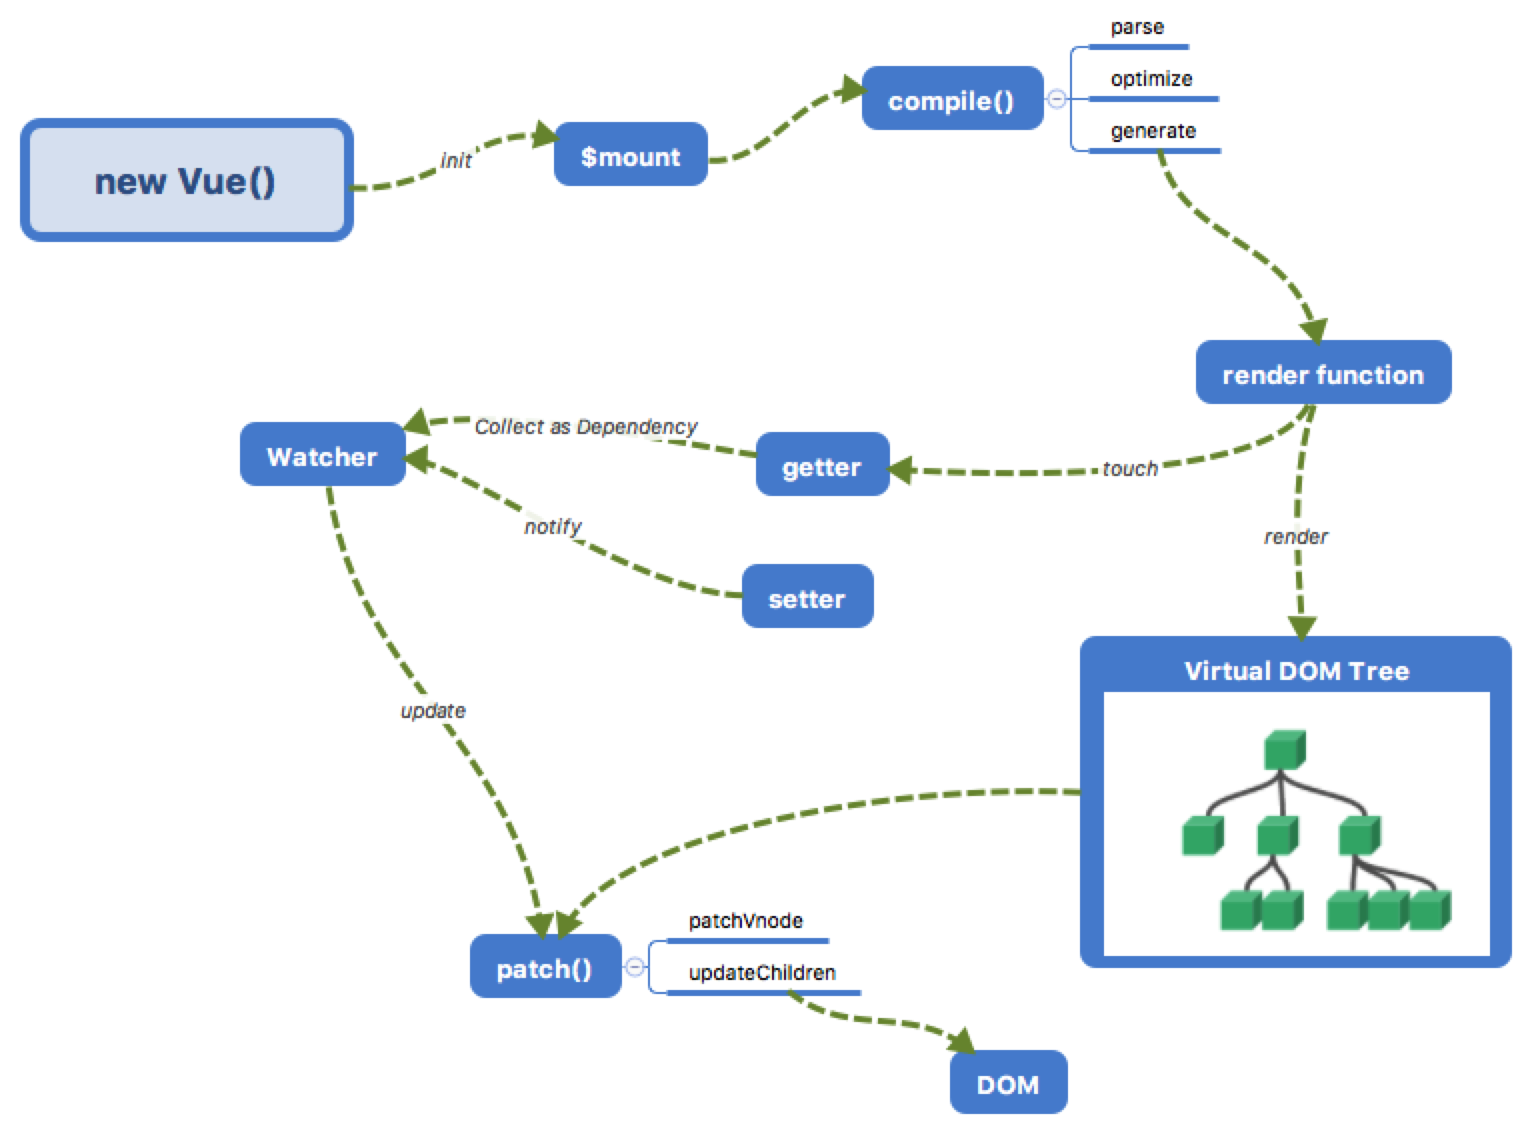 parse
optimize
generate
compile()
$mount
init
new Vue()
render function
Collect as Dependency
Watcher
getter
touch
notify
render
setter
Virtual DOM Tree
update
patchVnode
patch()
updateChildren
DOM